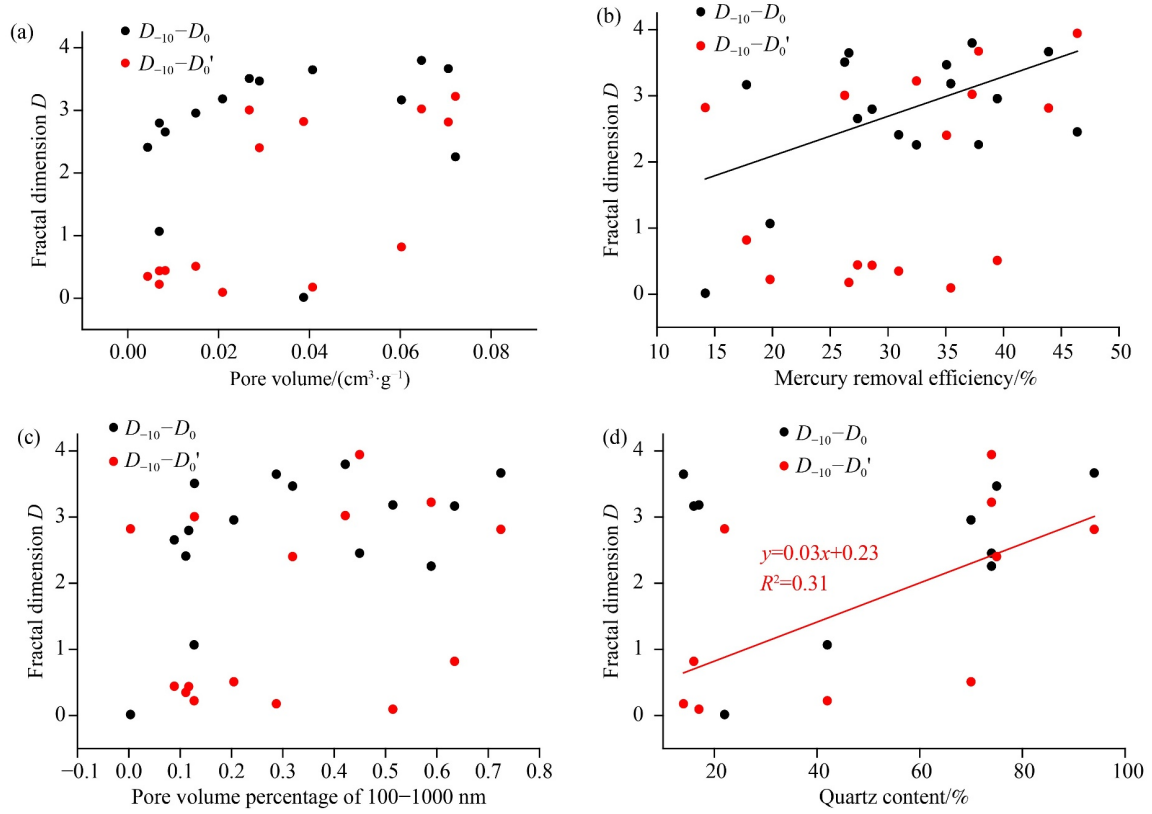 (a)
D₋₁₀−D₀
D₋₁₀−D₀'
Fractal dimension D
4
3
2
1
0
0.00 0.02 0.04 0.06 0.08
Pore volume/(cm³·g⁻¹)
(b)
D₋₁₀−D₀
D₋₁₀−D₀'
Fractal dimension D
4
3
2
1
0
10 15 20 25 30 35 40 45 50
Mercury removal efficiency/%
(c)
D₋₁₀−D₀
D₋₁₀−D₀'
Fractal dimension D
4
3
2
1
0
−0.1 0.0 0.1 0.2 0.3 0.4 0.5 0.6 0.7 0.8
Pore volume percentage of 100−1000 nm
(d)
D₋₁₀−D₀
D₋₁₀−D₀'
Fractal dimension D
4
3
2
1
0
y=0.03x+0.23
R²=0.31
20 40 60 80 100
Quartz content/%